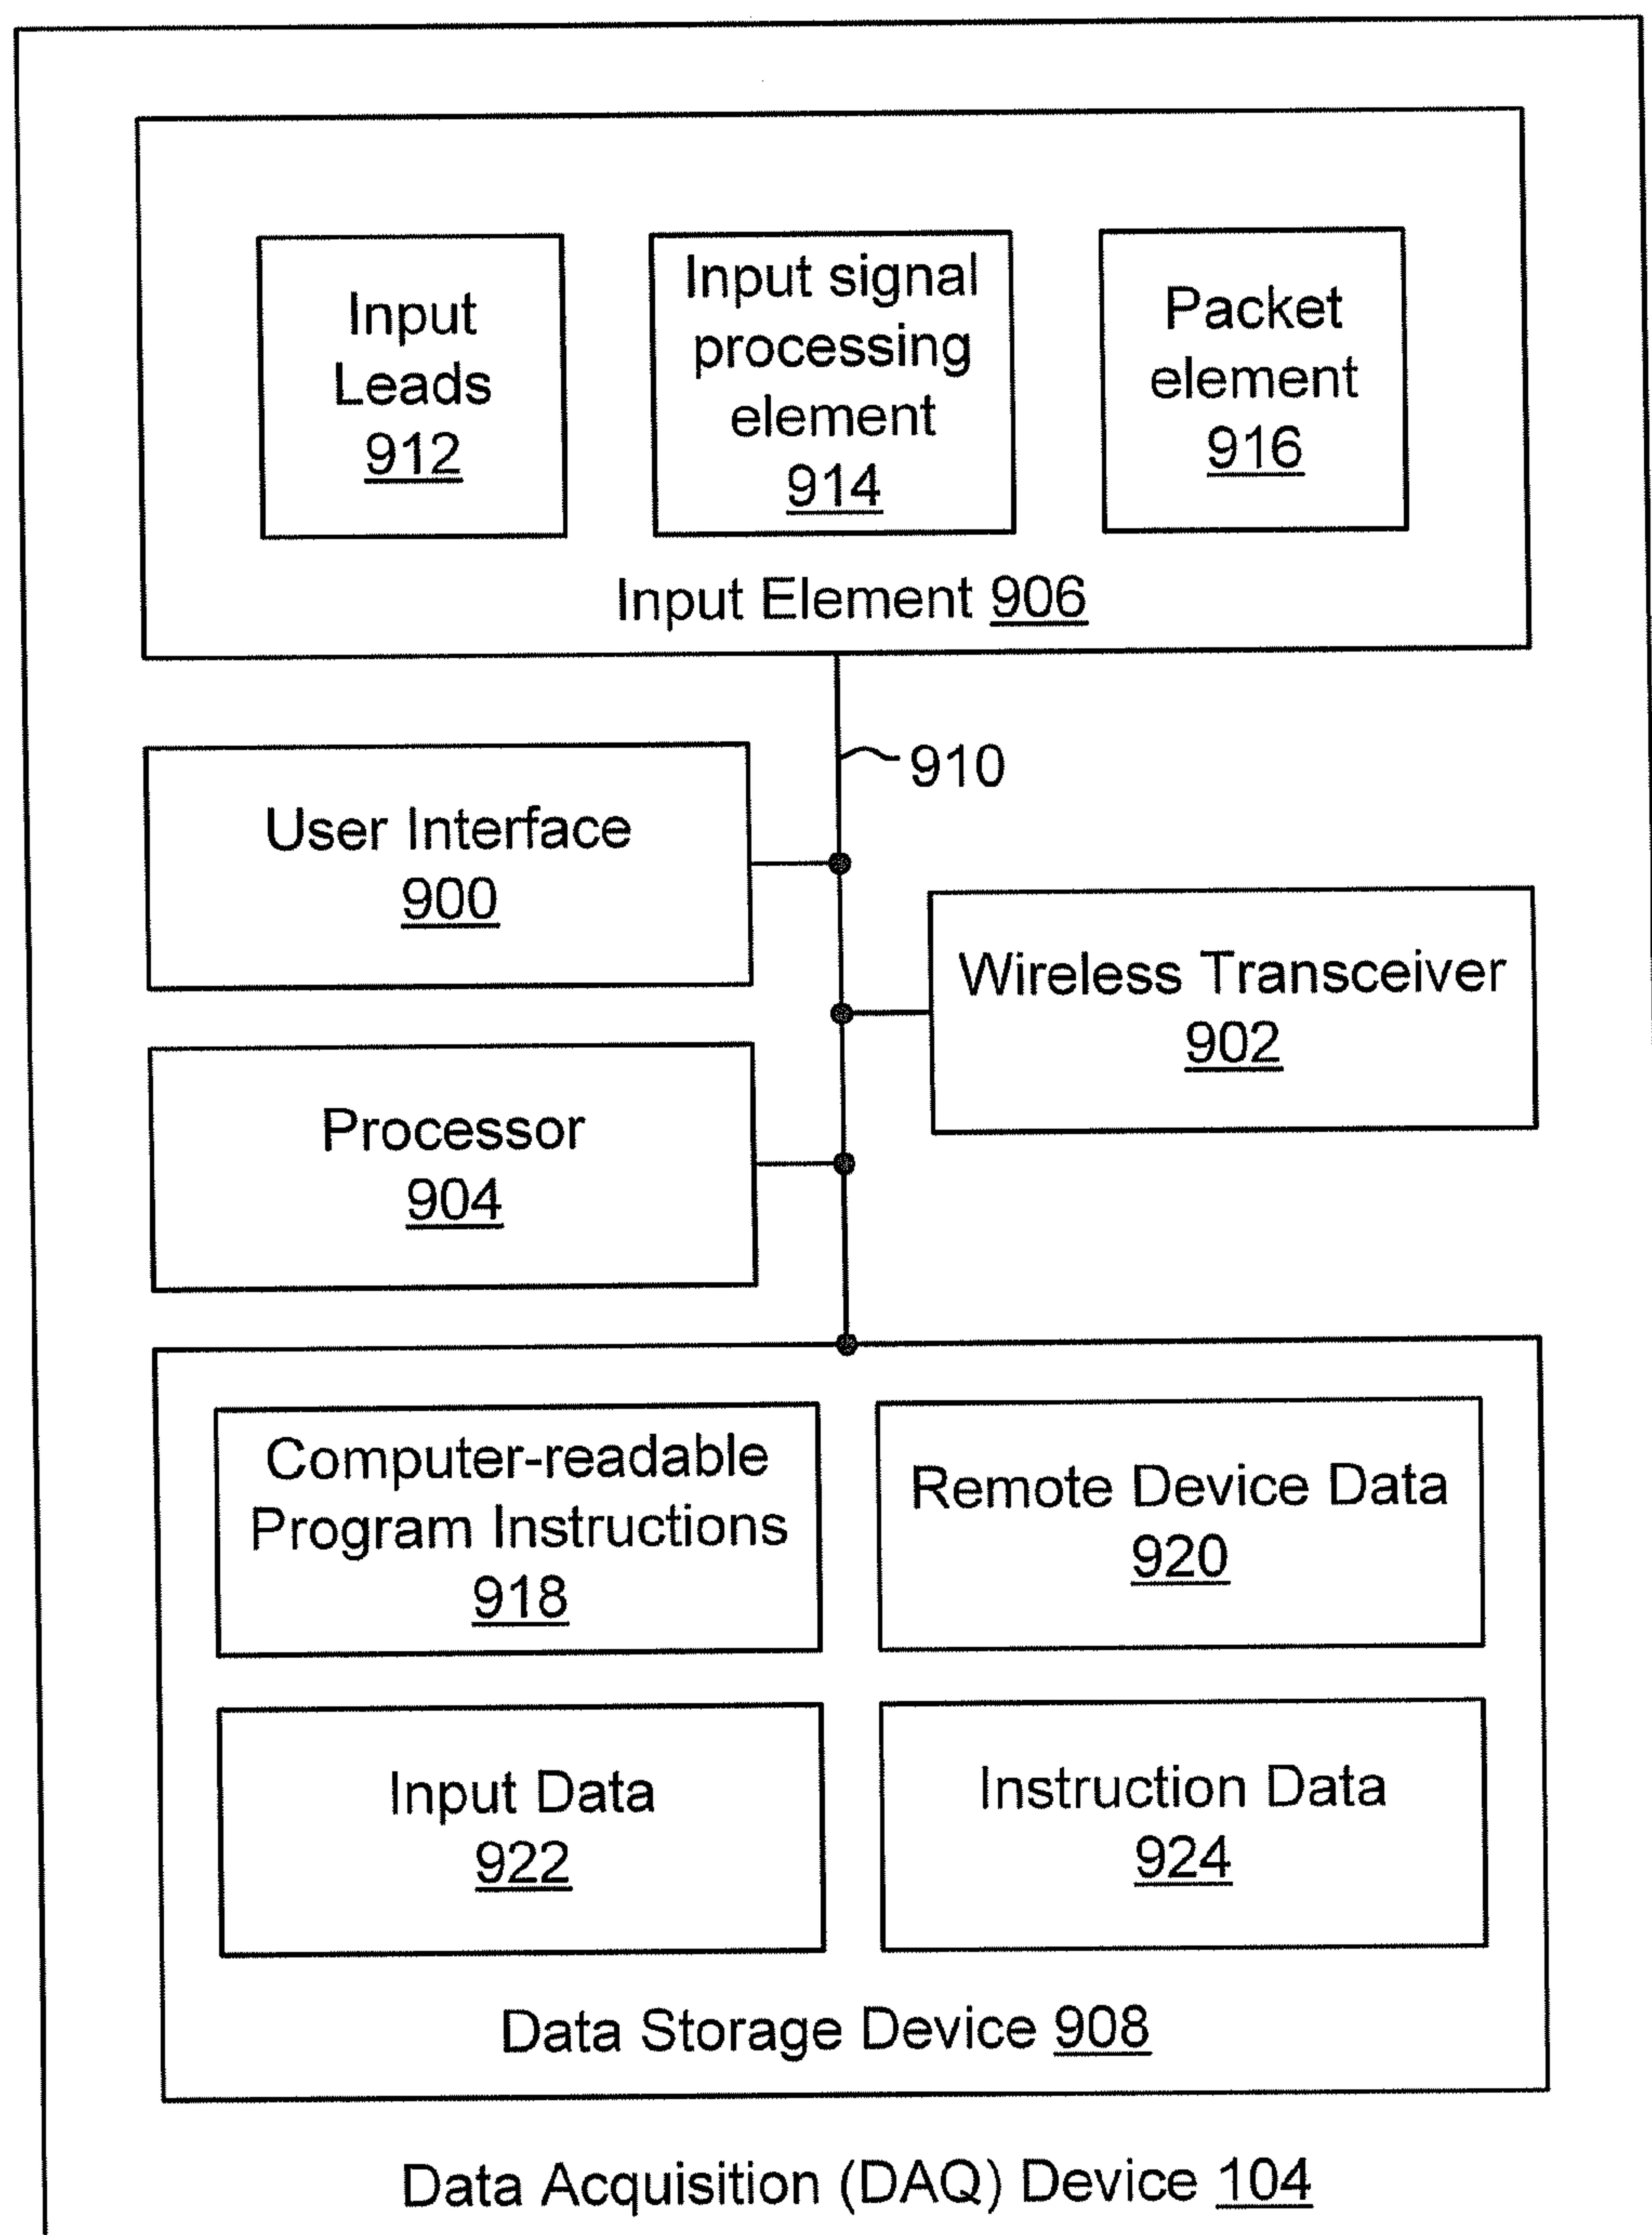 Input
Leads
912
Input signal
processing
element
914
Packet
element
916
Input Element 906
910
User Interface
900
Wireless Transceiver
902
Processor
904
Computer-readable
Program Instructions
918
Remote Device Data
920
Input Data
922
Instruction Data
924
Data Storage Device 908
Data Acquisition (DAQ) Device 104